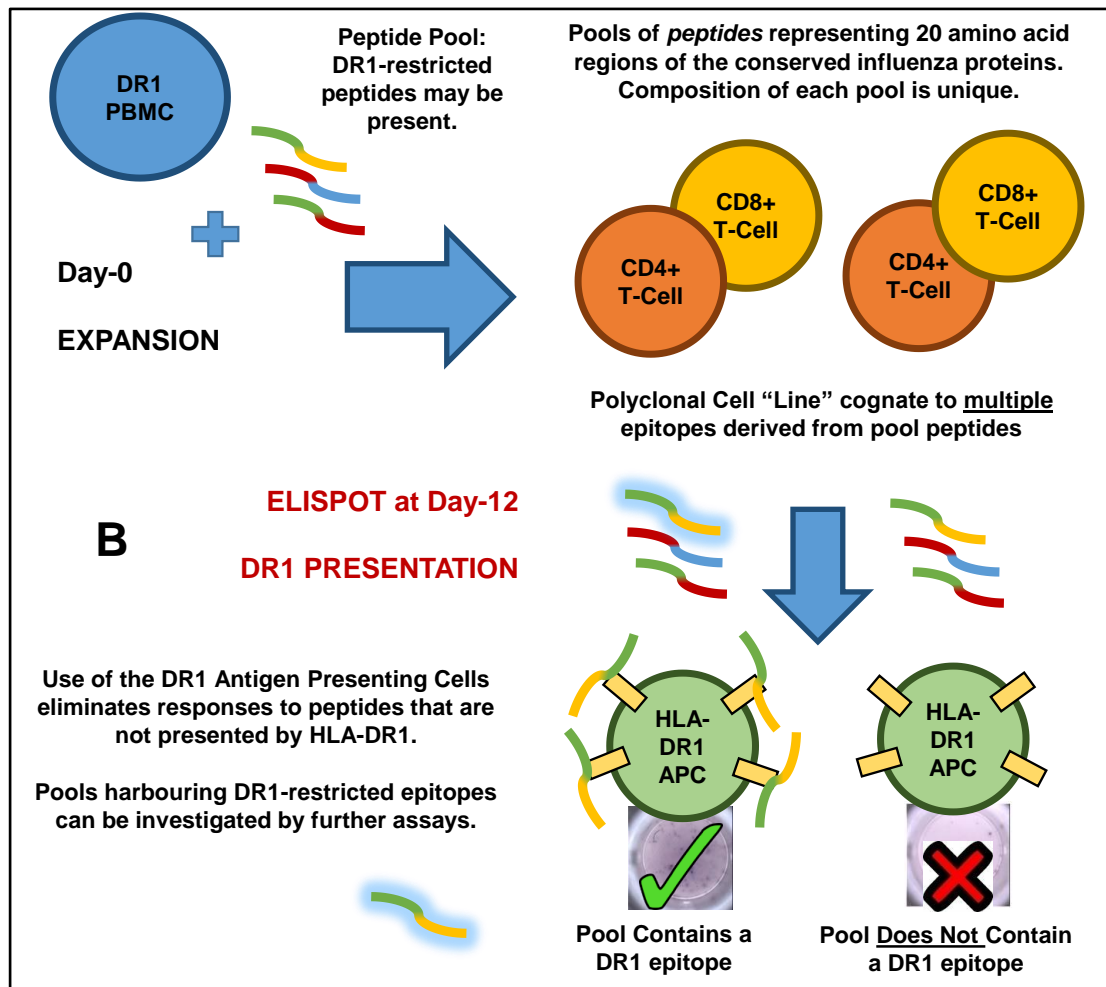 DR1
PBMC
Peptide Pool:
DR1-restricted
peptides may be
present.
Pools of peptides representing 20 amino acid
regions of the conserved influenza proteins.
Composition of each pool is unique.
Day-0
EXPANSION
CD8+
T-Cell
CD4+
T-Cell
CD8+
T-Cell
CD4+
T-Cell
Polyclonal Cell “Line” cognate to multiple
epitopes derived from pool peptides
B
ELISPOT at Day-12
DR1 PRESENTATION
Use of the DR1 Antigen Presenting Cells
eliminates responses to peptides that are
not presented by HLA-DR1.
Pools harbouring DR1-restricted epitopes
can be investigated by further assays.
HLA-
DR1
APC
HLA-
DR1
APC
Pool Contains a
DR1 epitope
Pool Does Not Contain
a DR1 epitope